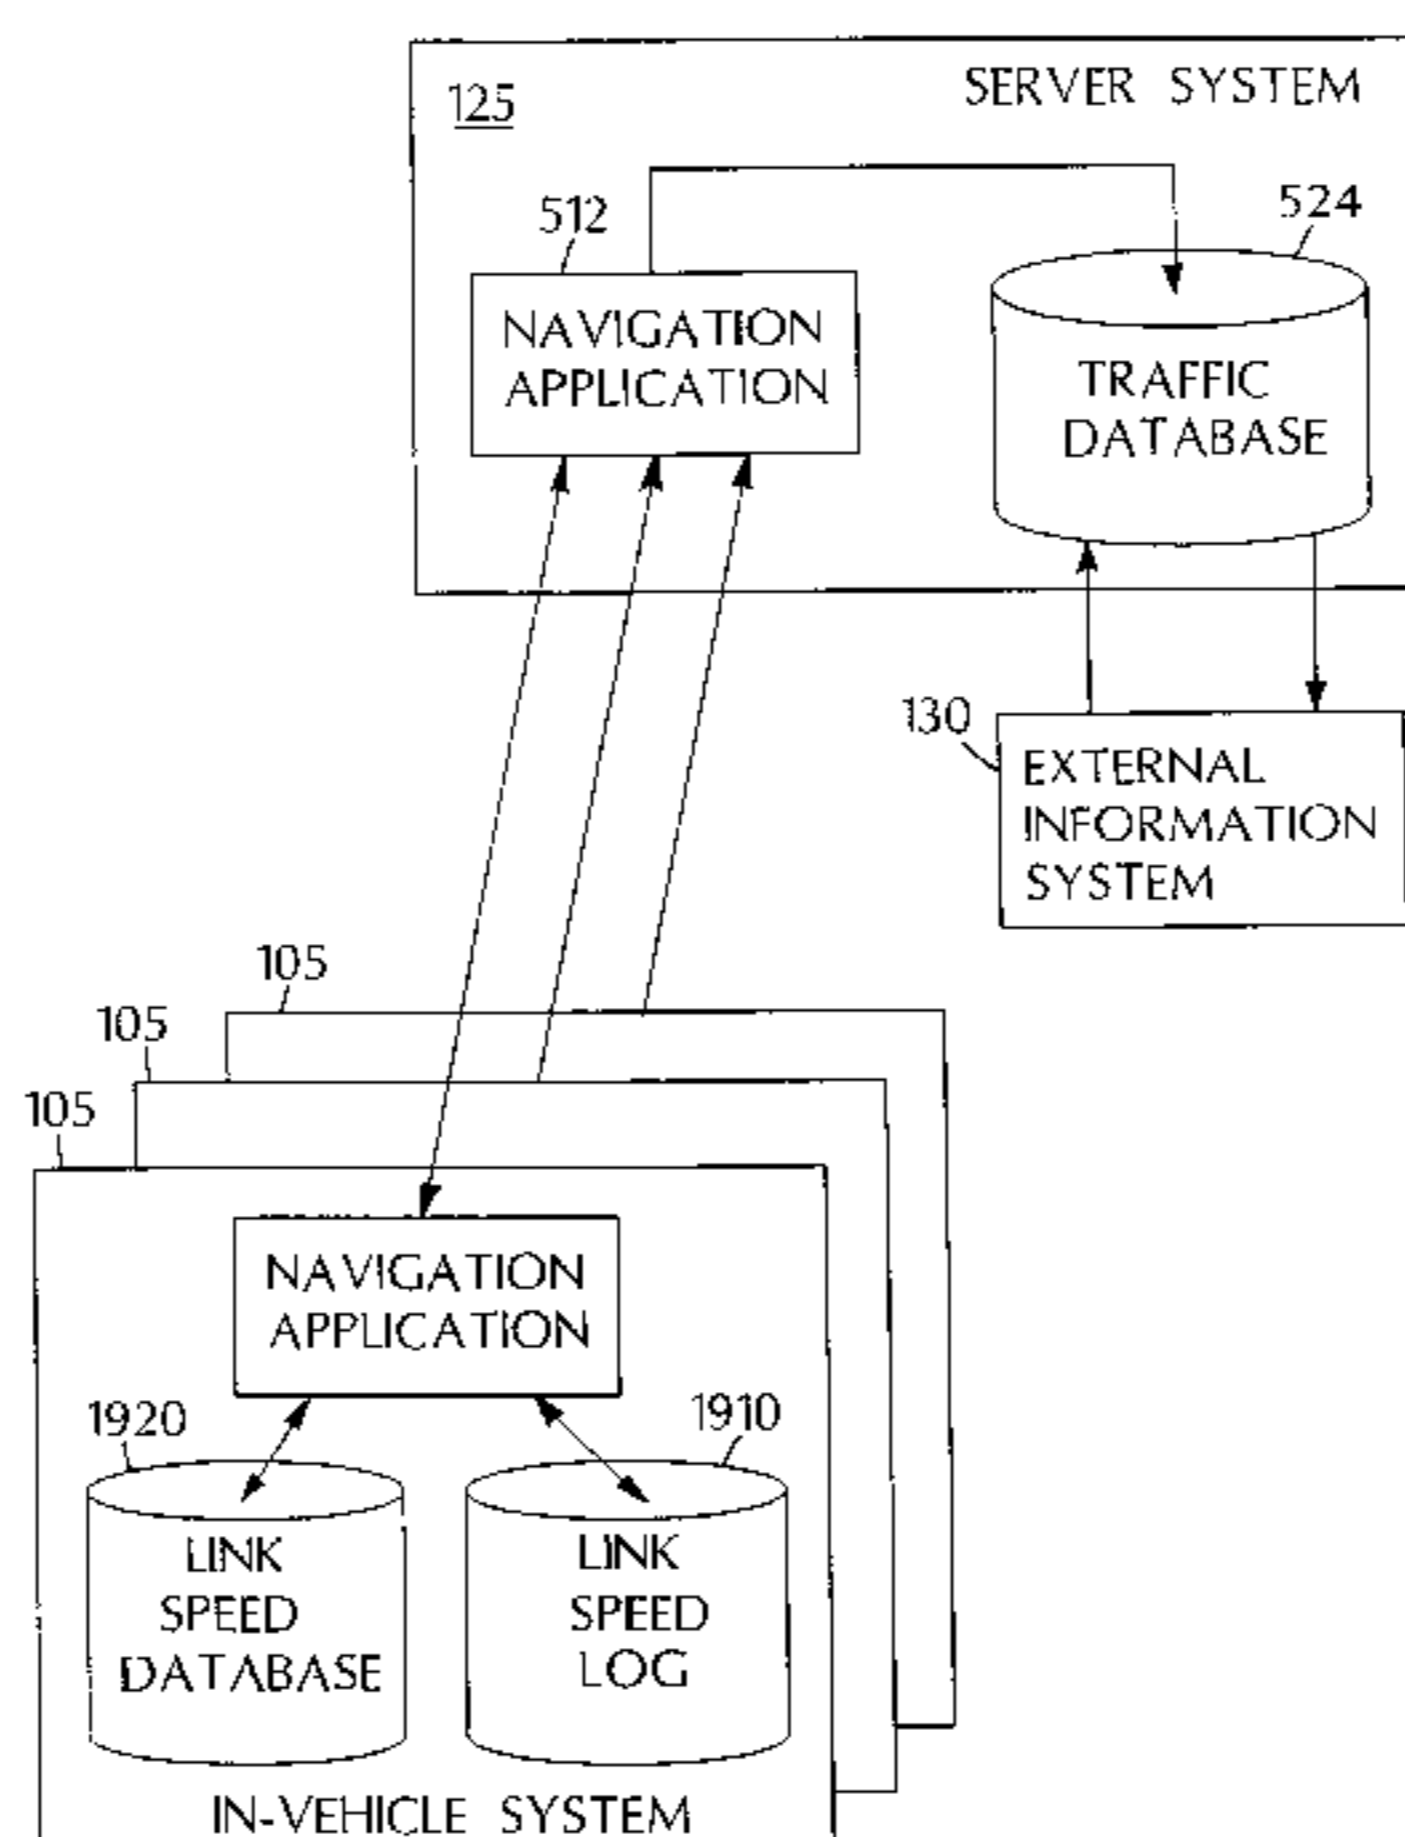 SERVER SYSTEM
125
512
524
NAVIGATION
APPLICATION
TRAFFIC
DATABASE
130
EXTERNAL
INFORMATION
SYSTEM
105
105
105
NAVIGATION
APPLICATION
1920
1910
LINK
SPEED
DATABASE
LINK
SPEED
LOG
IN-VEHICLE SYSTEM